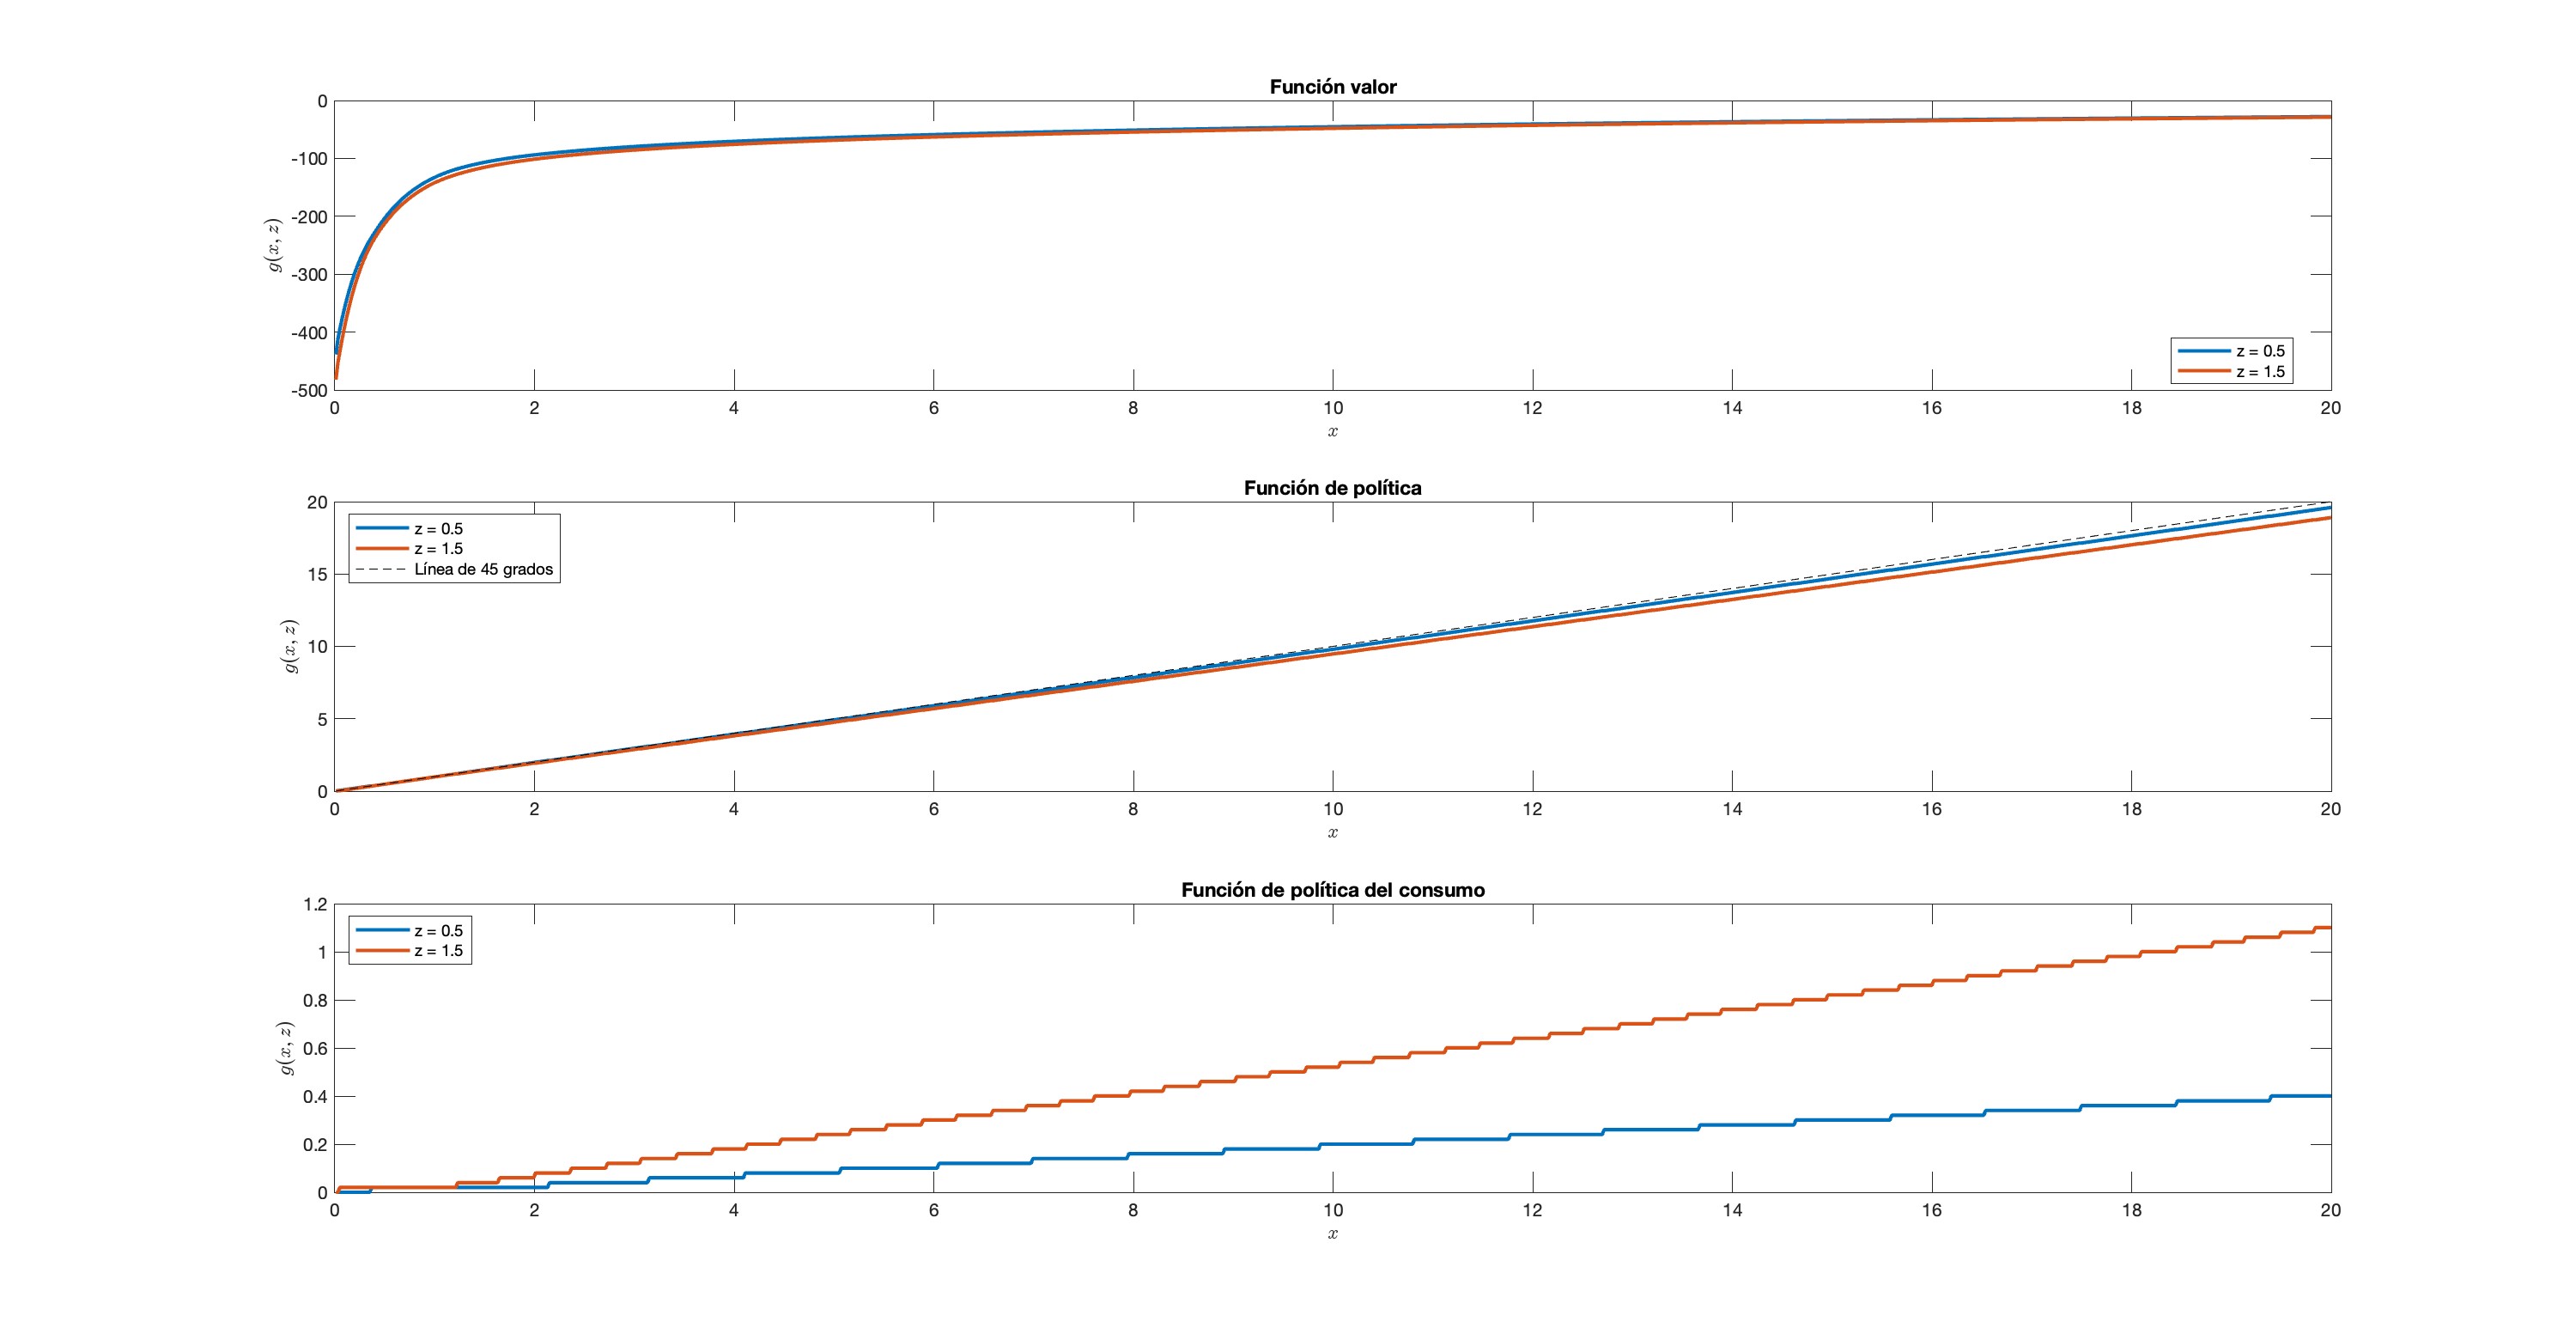 Función valor
0
-100
-200
-300
-400
-500
g(x, z)
z = 0.5
z = 1.5
0 2 4 6 8 10 12 14 16 18 20
x
Función de política
20
15
10
5
0
g(x, z)
z = 0.5
z = 1.5
Línea de 45 grados
0 2 4 6 8 10 12 14 16 18 20
x
Función de política del consumo
1.2
1
0.8
0.6
0.4
0.2
0
g(x, z)
z = 0.5
z = 1.5
0 2 4 6 8 10 12 14 16 18 20
x